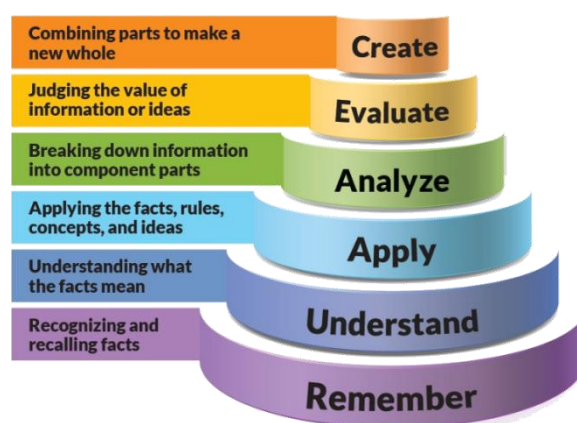 Combining parts to make a
new whole
Create
Judging the value of
information or ideas
Evaluate
Breaking down information
into component parts
Analyze
Applying the facts, rules,
concepts, and ideas
Apply
Understanding what
the facts mean
Understand
Recognizing and
recalling facts
Remember